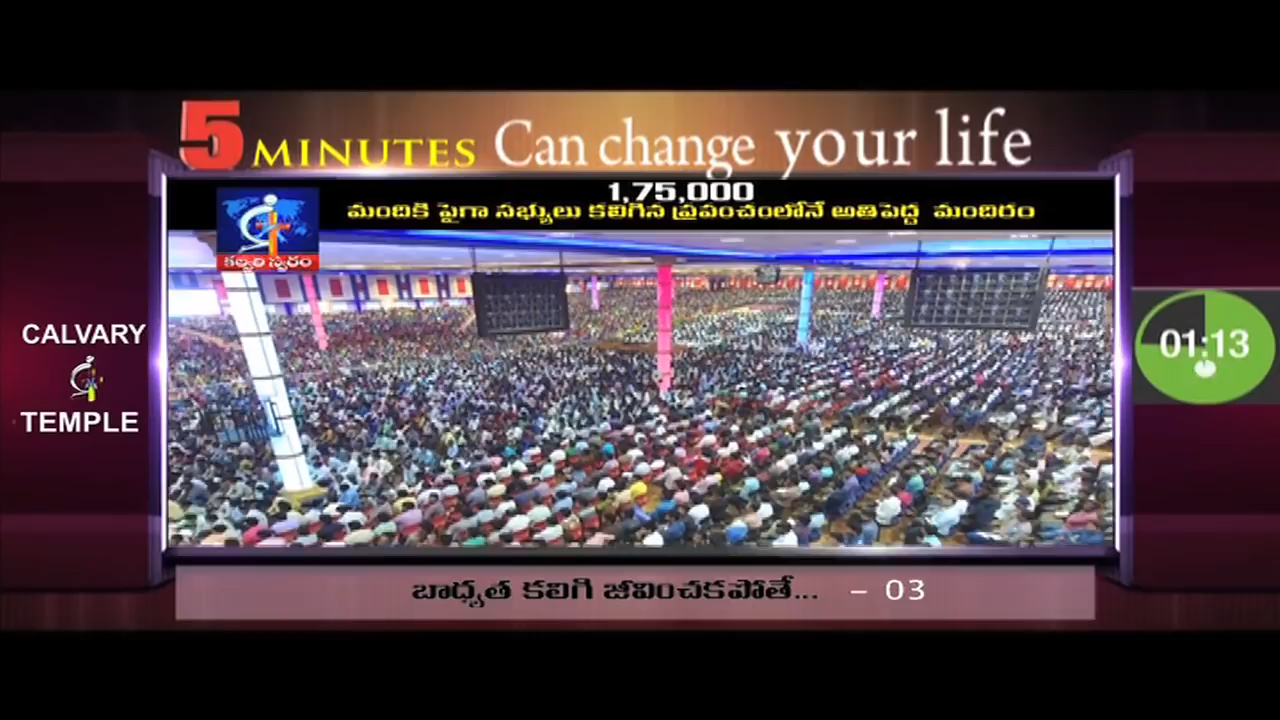 5 MINUTES Can change your life
1,75,000
మందికి పైగా సభ్యులు కలిగిన ప్రపంచంలోనే అతిపెద్ద మందిరం
కల్వరి స్వరం
CALVARY
TEMPLE
01:13
బాధ్యత కలిగి జీవించకపోతే... – 03